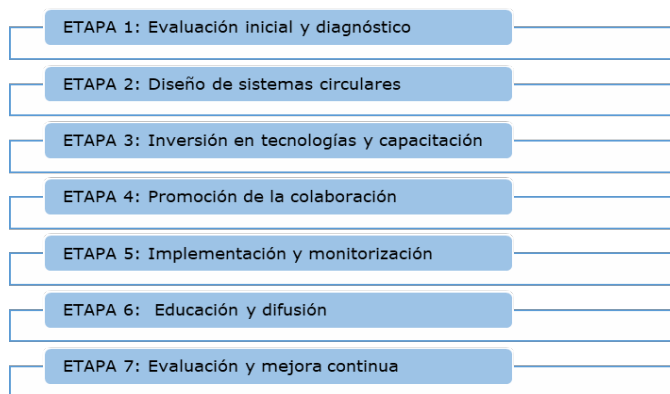 ETAPA 1: Evaluación inicial y diagnóstico
ETAPA 2: Diseño de sistemas circulares
ETAPA 3: Inversión en tecnologías y capacitación
ETAPA 4: Promoción de la colaboración
ETAPA 5: Implementación y monitorización
ETAPA 6:  Educación y difusión
ETAPA 7: Evaluación y mejora continua